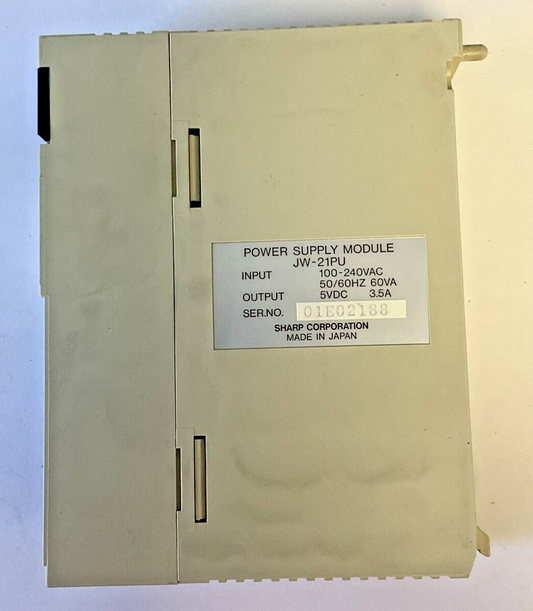 POWER SUPPLY MODULE
JW-21PU
INPUT 100-240VAC
50/60HZ 60VA
OUTPUT 5VDC 3.5A
SER.NO. 01E02188
SHARP CORPORATION
MADE IN JAPAN